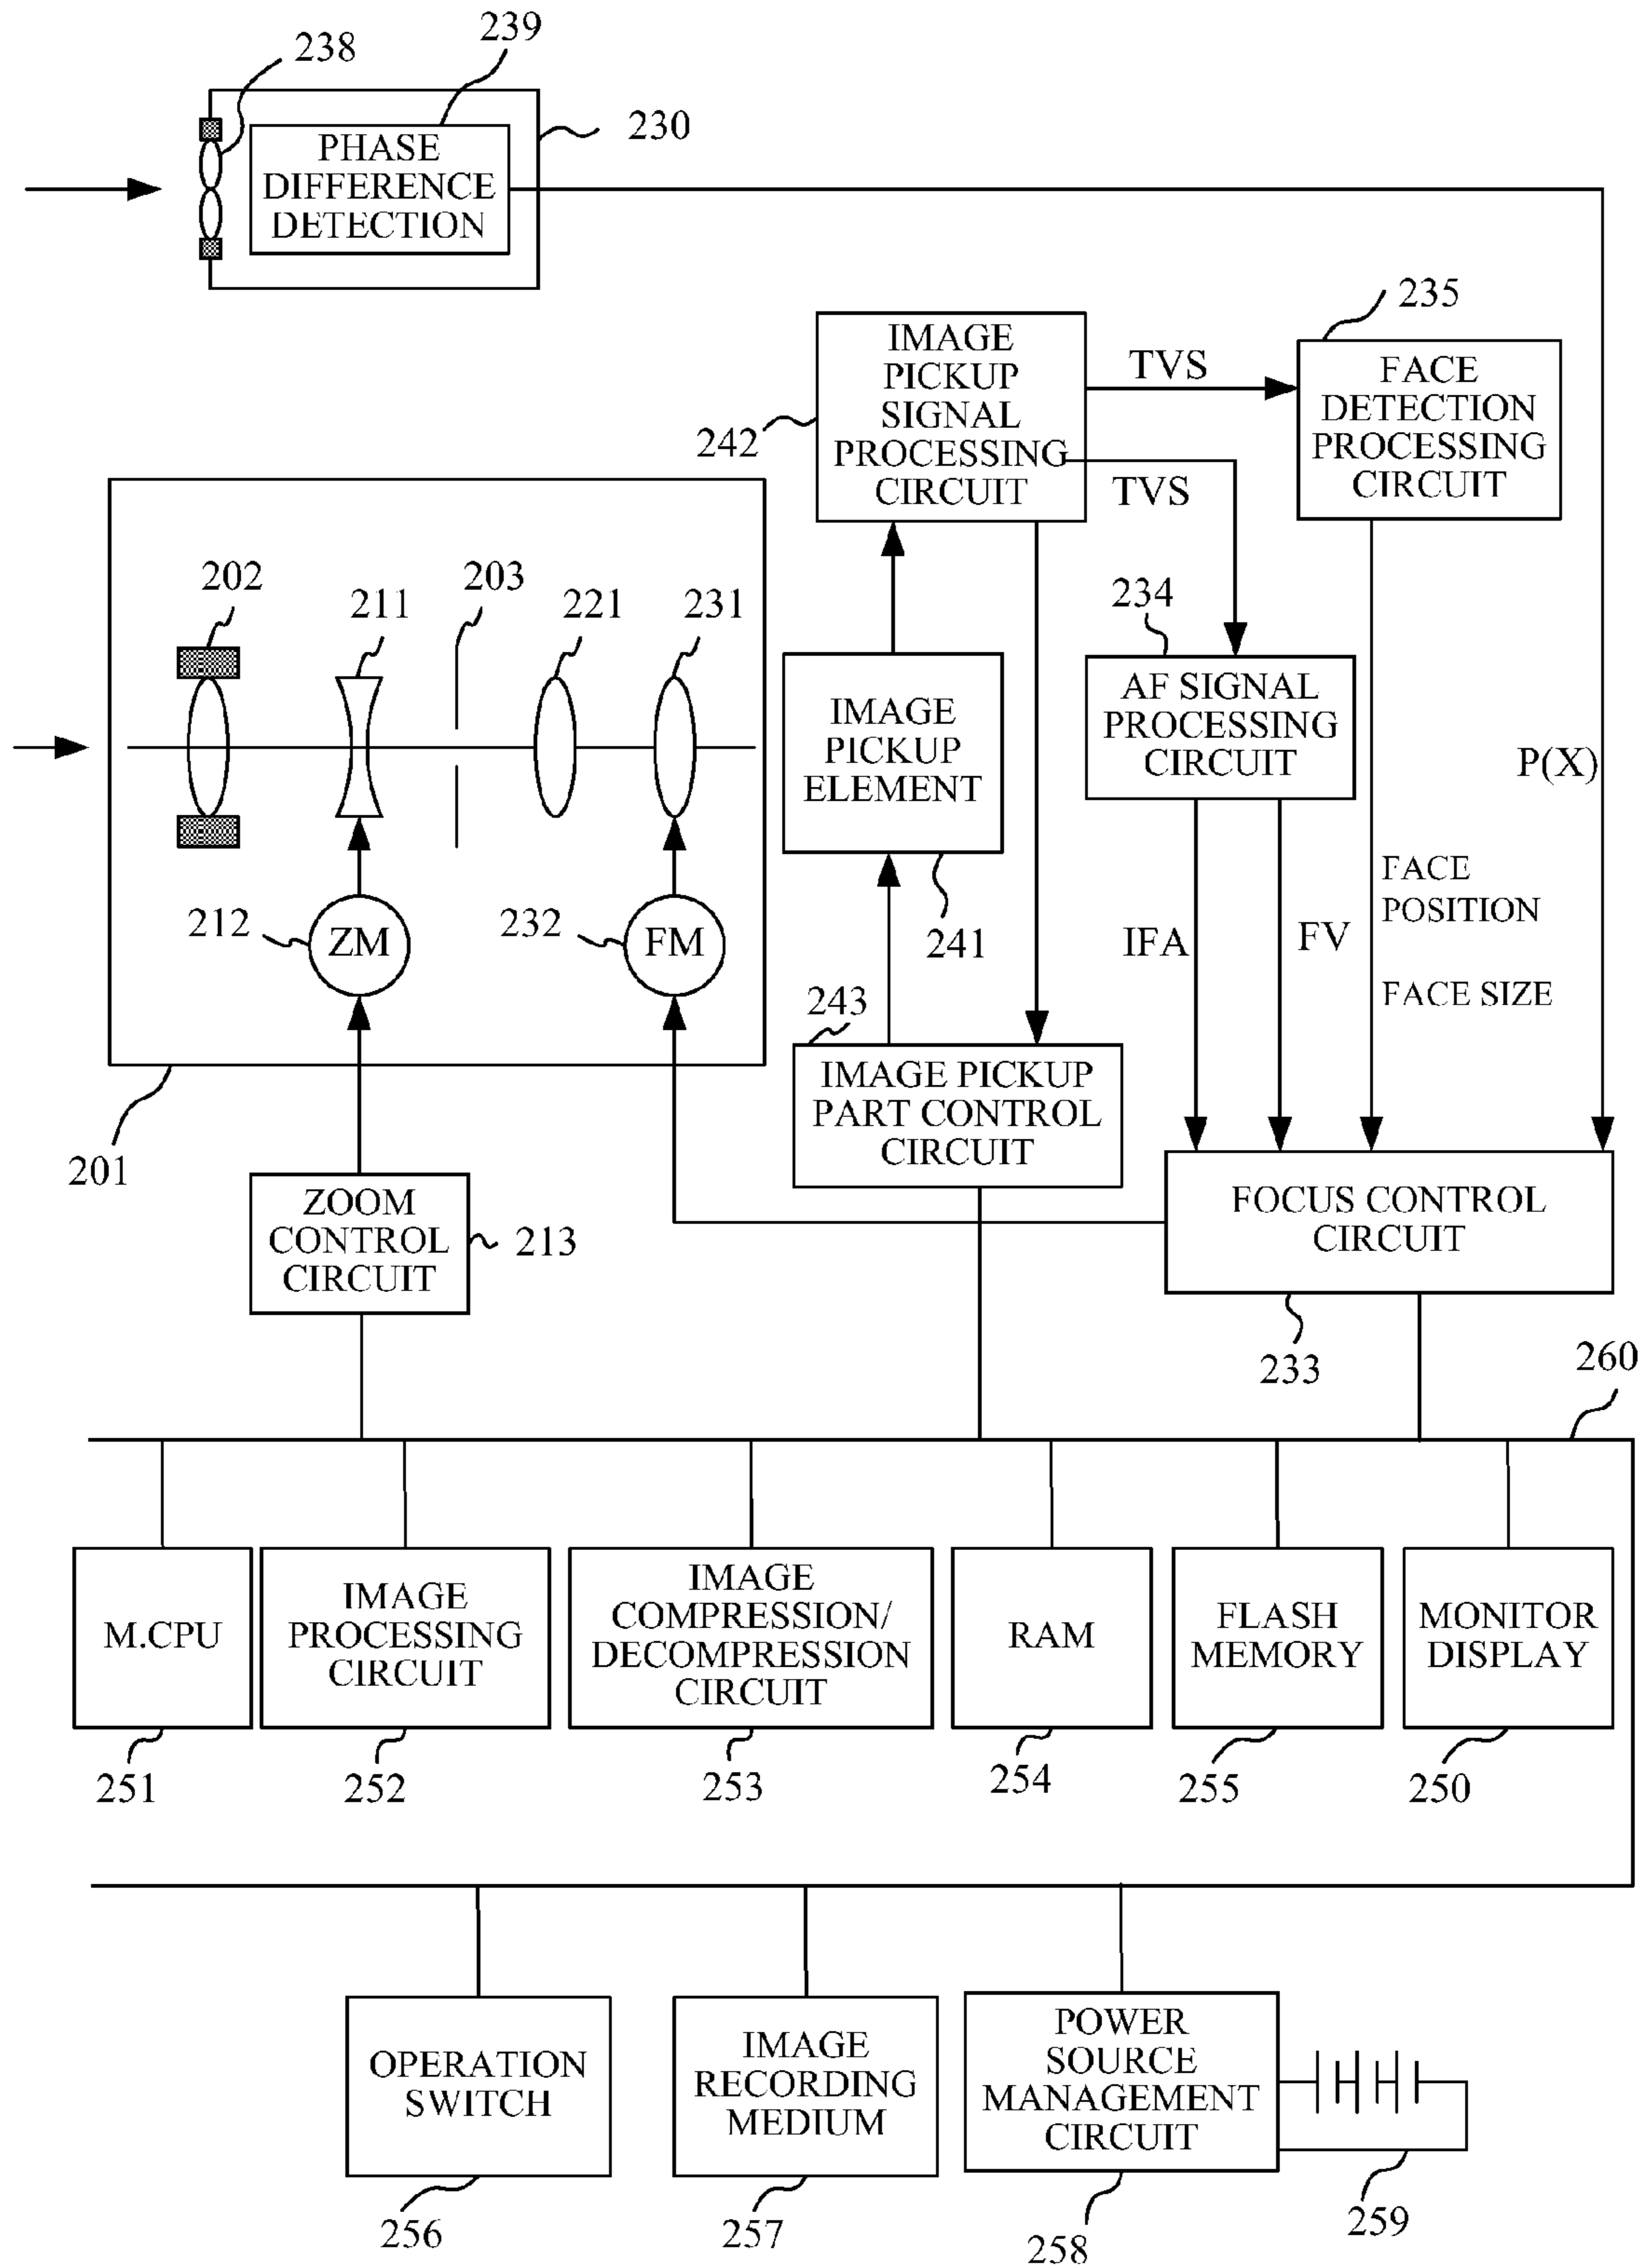 239
238
230
PHASE
DIFFERENCE
DETECTION
235
IMAGE
PICKUP
SIGNAL
PROCESSING
CIRCUIT
242
TVS
TVS
FACE
DETECTION
PROCESSING
CIRCUIT
202
211
203
221
231
234
IMAGE
PICKUP
ELEMENT
AF SIGNAL
PROCESSING
CIRCUIT
P(X)
212
ZM
232
FM
241
IFA
FV
FACE
POSITION
FACE SIZE
243
IMAGE PICKUP
PART CONTROL
CIRCUIT
201
ZOOM
CONTROL
CIRCUIT
213
FOCUS CONTROL
CIRCUIT
233
260
M.CPU
IMAGE
PROCESSING
CIRCUIT
IMAGE
COMPRESSION/
DECOMPRESSION
CIRCUIT
RAM
FLASH
MEMORY
MONITOR
DISPLAY
251
252
253
254
255
250
OPERATION
SWITCH
IMAGE
RECORDING
MEDIUM
POWER
SOURCE
MANAGEMENT
CIRCUIT
256
257
258
259